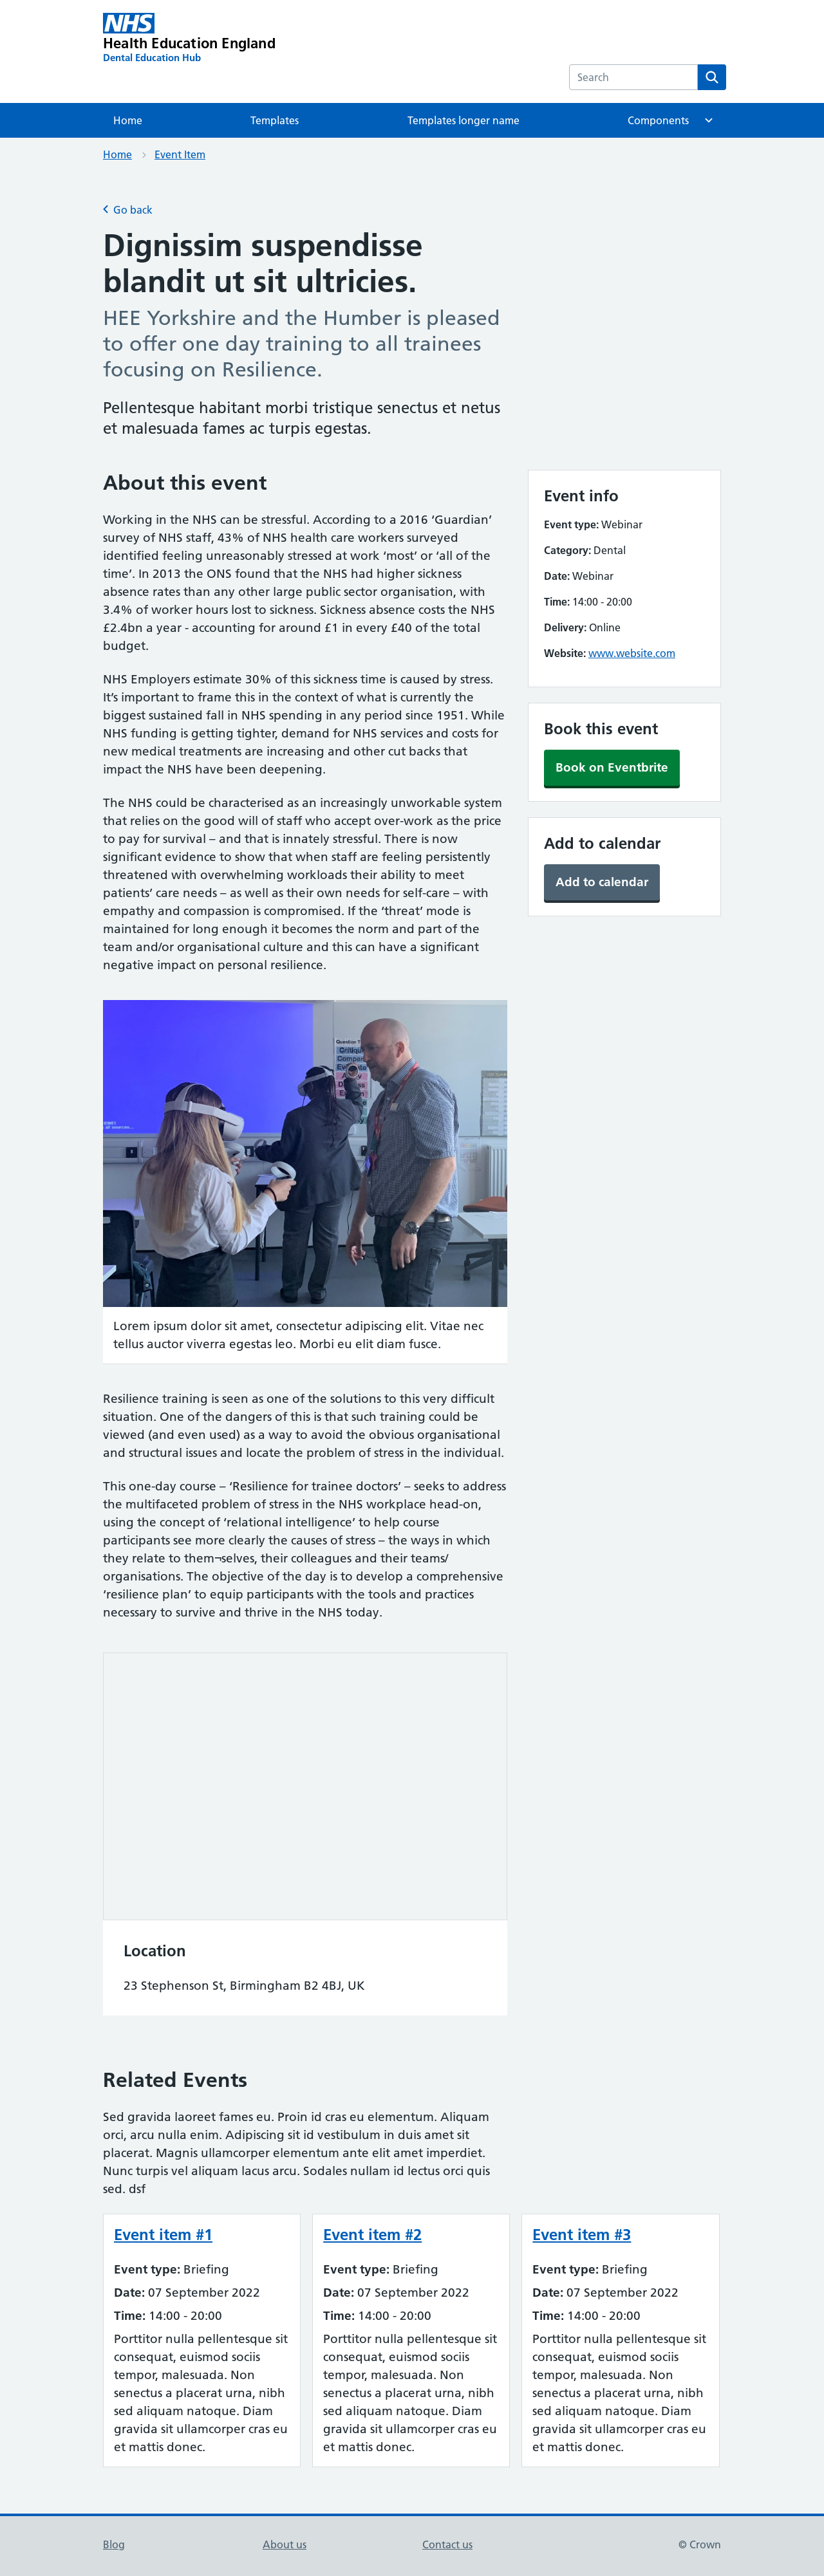 NHS
Health Education England
Dental Education Hub
Search
Home
Templates
Templates longer name
Components
Home
Event Item
Go back
Dignissim suspendisse
blandit ut sit ultricies.
HEE Yorkshire and the Humber is pleased
to offer one day training to all trainees
focusing on Resilience.
Pellentesque habitant morbi tristique senectus et netus
et malesuada fames ac turpis egestas.
About this event
Working in the NHS can be stressful. According to a 2016 ‘Guardian’
survey of NHS staff, 43% of NHS health care workers surveyed
identified feeling unreasonably stressed at work ‘most’ or ‘all of the
time’. In 2013 the ONS found that the NHS had higher sickness
absence rates than any other large public sector organisation, with
3.4% of worker hours lost to sickness. Sickness absence costs the NHS
£2.4bn a year - accounting for around £1 in every £40 of the total
budget.
NHS Employers estimate 30% of this sickness time is caused by stress.
It’s important to frame this in the context of what is currently the
biggest sustained fall in NHS spending in any period since 1951. While
NHS funding is getting tighter, demand for NHS services and costs for
new medical treatments are increasing and other cut backs that
impact the NHS have been deepening.
The NHS could be characterised as an increasingly unworkable system
that relies on the good will of staff who accept over-work as the price
to pay for survival – and that is innately stressful. There is now
significant evidence to show that when staff are feeling persistently
threatened with overwhelming workloads their ability to meet
patients’ care needs – as well as their own needs for self-care – with
empathy and compassion is compromised. If the ‘threat’ mode is
maintained for long enough it becomes the norm and part of the
team and/or organisational culture and this can have a significant
negative impact on personal resilience.
Event info
Event type: Webinar
Category: Dental
Date: Webinar
Time: 14:00 - 20:00
Delivery: Online
Website: www.website.com
Book this event
Book on Eventbrite
Add to calendar
Add to calendar
Lorem ipsum dolor sit amet, consectetur adipiscing elit. Vitae nec
tellus auctor viverra egestas leo. Morbi eu elit diam fusce.
Resilience training is seen as one of the solutions to this very difficult
situation. One of the dangers of this is that such training could be
viewed (and even used) as a way to avoid the obvious organisational
and structural issues and locate the problem of stress in the individual.
This one-day course – ‘Resilience for trainee doctors’ – seeks to address
the multifaceted problem of stress in the NHS workplace head-on,
using the concept of ‘relational intelligence’ to help course
participants see more clearly the causes of stress – the ways in which
they relate to them¬selves, their colleagues and their teams/
organisations. The objective of the day is to develop a comprehensive
‘resilience plan’ to equip participants with the tools and practices
necessary to survive and thrive in the NHS today.
Location
23 Stephenson St, Birmingham B2 4BJ, UK
Related Events
Sed gravida laoreet fames eu. Proin id cras eu elementum. Aliquam
orci, arcu nulla enim. Adipiscing sit id vestibulum in duis amet sit
placerat. Magnis ullamcorper elementum ante elit amet imperdiet.
Nunc turpis vel aliquam lacus arcu. Sodales nullam id lectus orci quis
sed. dsf
Event item #1
Event type: Briefing
Date: 07 September 2022
Time: 14:00 - 20:00
Porttitor nulla pellentesque sit
consequat, euismod sociis
tempor, malesuada. Non
senectus a placerat urna, nibh
sed aliquam natoque. Diam
gravida sit ullamcorper cras eu
et mattis donec.
Event item #2
Event type: Briefing
Date: 07 September 2022
Time: 14:00 - 20:00
Porttitor nulla pellentesque sit
consequat, euismod sociis
tempor, malesuada. Non
senectus a placerat urna, nibh
sed aliquam natoque. Diam
gravida sit ullamcorper cras eu
et mattis donec.
Event item #3
Event type: Briefing
Date: 07 September 2022
Time: 14:00 - 20:00
Porttitor nulla pellentesque sit
consequat, euismod sociis
tempor, malesuada. Non
senectus a placerat urna, nibh
sed aliquam natoque. Diam
gravida sit ullamcorper cras eu
et mattis donec.
Blog
About us
Contact us
© Crown